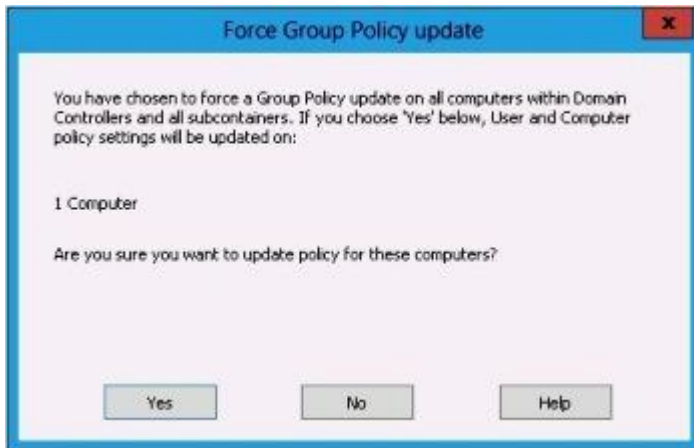 Force Group Policy update
x
You have chosen to force a Group Policy update on all computers within Domain
Controllers and all subcontainers. If you choose 'Yes' below, User and Computer
policy settings will be updated on:
1 Computer
Are you sure you want to update policy for these computers?
Yes
No
Help